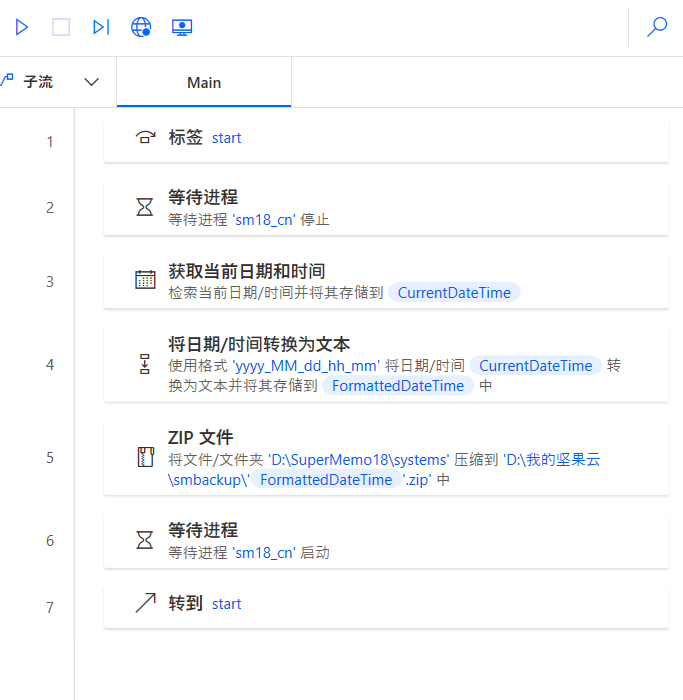 子流
Main
1
标签 start
2
等待进程
等待进程 'sm18_cn' 停止
3
获取当前日期和时间
检索当前日期/时间并将其存储到 CurrentDateTime
4
将日期/时间转换为文本
使用格式 'yyyy_MM_dd_hh_mm' 将日期/时间 CurrentDateTime 转
换为文本并将其存储到 FormattedDateTime 中
5
ZIP 文件
将文件/文件夹 'D:\SuperMemo18\systems' 压缩到 'D:\我的坚果云
\smbackup\' FormattedDateTime '.zip' 中
6
等待进程
等待进程 'sm18_cn' 启动
7
转到 start